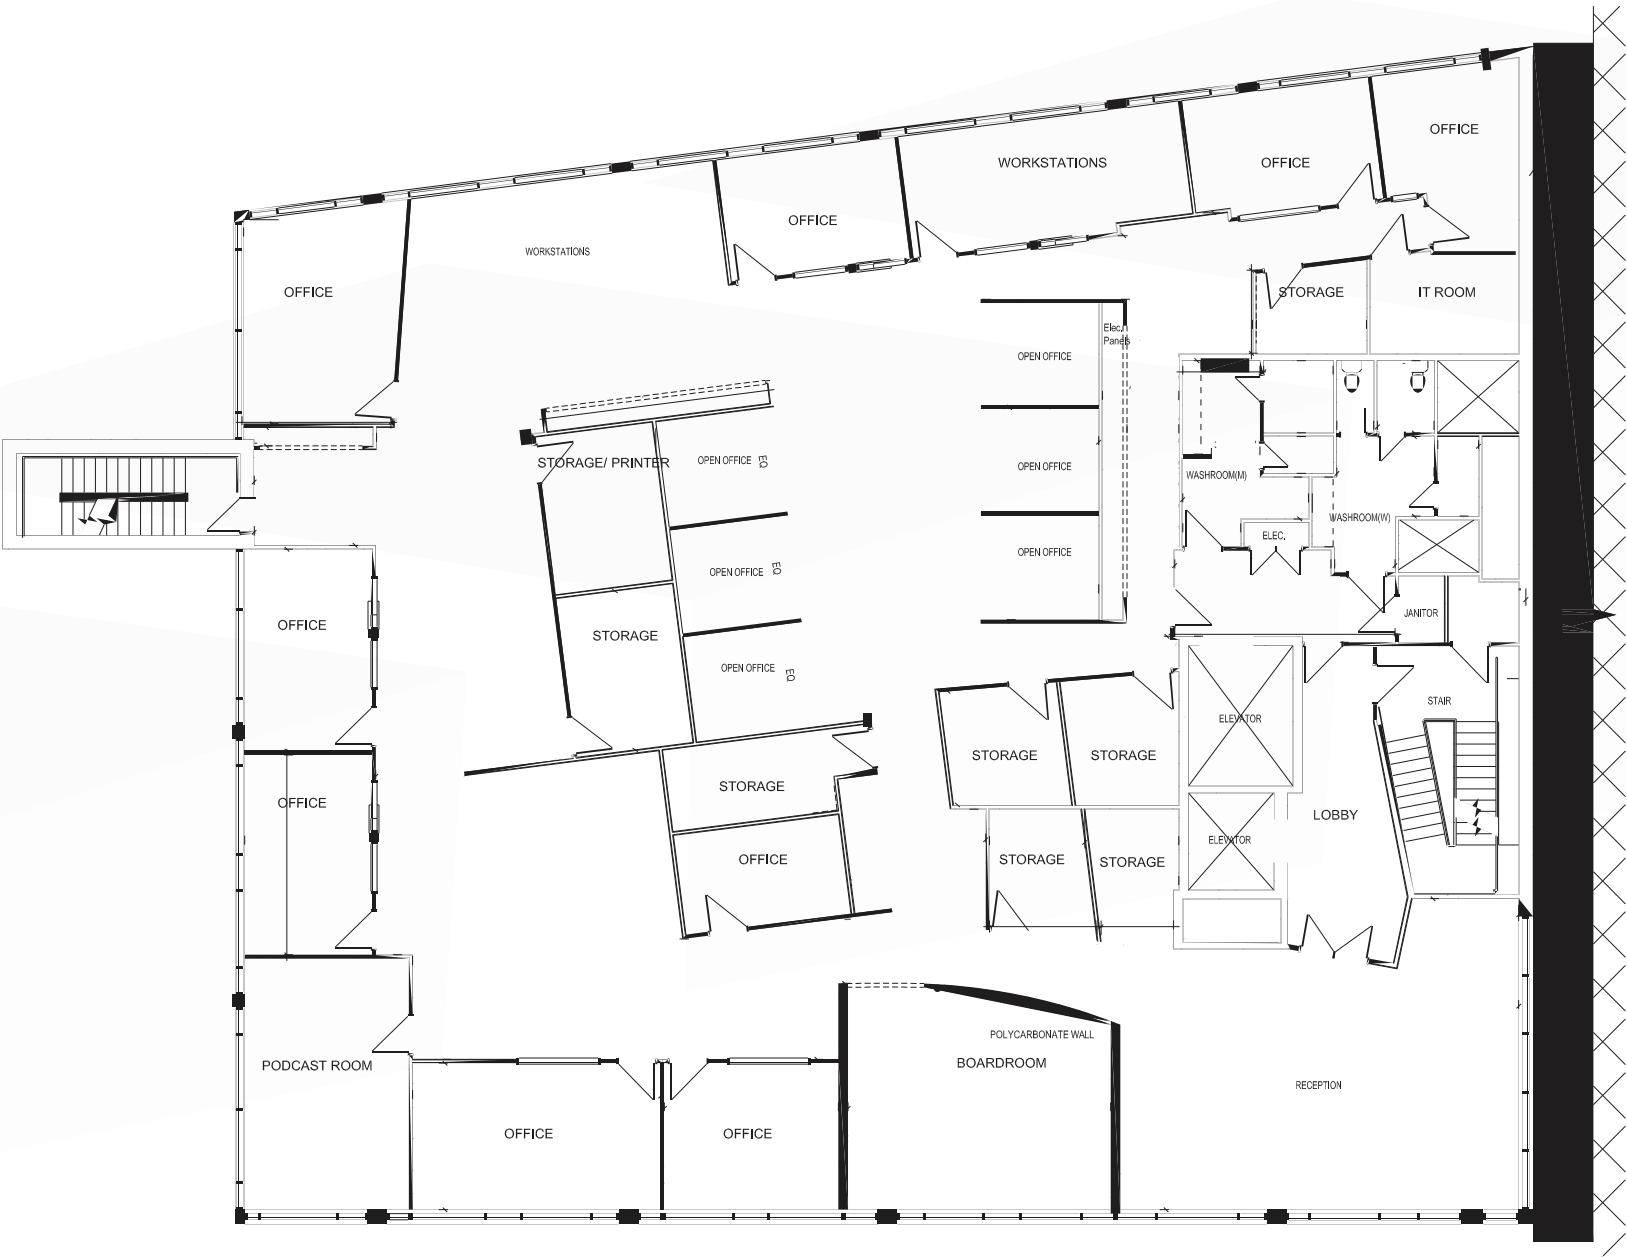 OFFICE
WORKSTATIONS
OFFICE
OFFICE
WORKSTATIONS
OFFICE
STORAGE
IT ROOM
Elec.
Panels
OPEN OFFICE
STORAGE/ PRINTER
OPEN OFFICE
EQ
OPEN OFFICE
WASHROOM(M)
WASHROOM(W)
ELEC.
OPEN OFFICE
OPEN OFFICE
EQ
JANITOR
OFFICE
STORAGE
OPEN OFFICE
EQ
STAIR
ELEVATOR
STORAGE
STORAGE
STORAGE
OFFICE
LOBBY
ELEVATOR
OFFICE
STORAGE
STORAGE
POLYCARBONATE WALL
BOARDROOM
PODCAST ROOM
RECEPTION
OFFICE
OFFICE